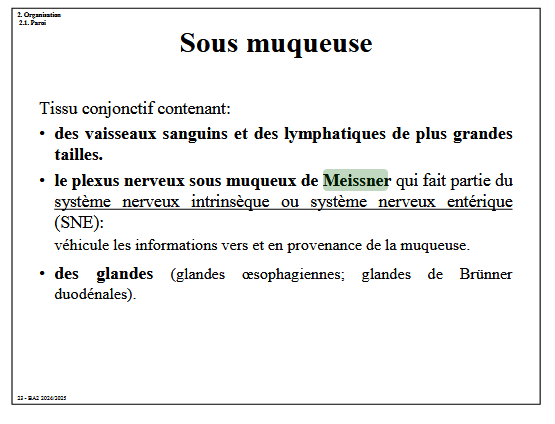 2. Organisation
2.1. Paroi
Sous muqueuse
Tissu conjonctif contenant:
• des vaisseaux sanguins et des lymphatiques de plus grandes
tailles.
• le plexus nerveux sous muqueux de Meissner qui fait partie du
système nerveux intrinsèque ou système nerveux entérique
(SNE):
véhicule les informations vers et en provenance de la muqueuse.
• des glandes (glandes œsophagiennes; glandes de Brünner
duodénales).
23 - BA2 2024/2025